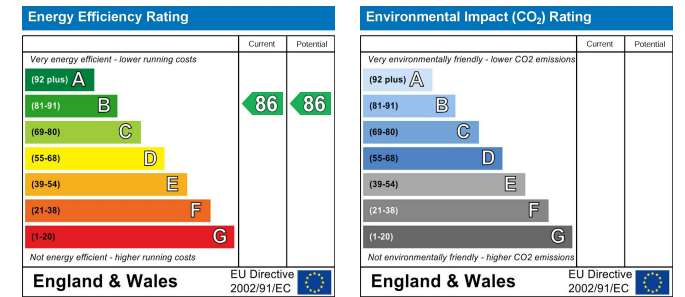 Energy Efficiency Rating
Current Potential
Very energy efficient - lower running costs
(92 plus) A
(81-91) B
86 86
(69-80) C
(55-68) D
(39-54) E
(21-38) F
(1-20) G
Not energy efficient - higher running costs
England & Wales
EU Directive
2002/91/EC
Environmental Impact (CO₂) Rating
Current Potential
Very environmentally friendly - lower CO2 emissions
(92 plus) A
(81-91) B
(69-80) C
(55-68) D
(39-54) E
(21-38) F
(1-20) G
Not environmentally friendly - higher CO2 emissions
England & Wales
EU Directive
2002/91/EC